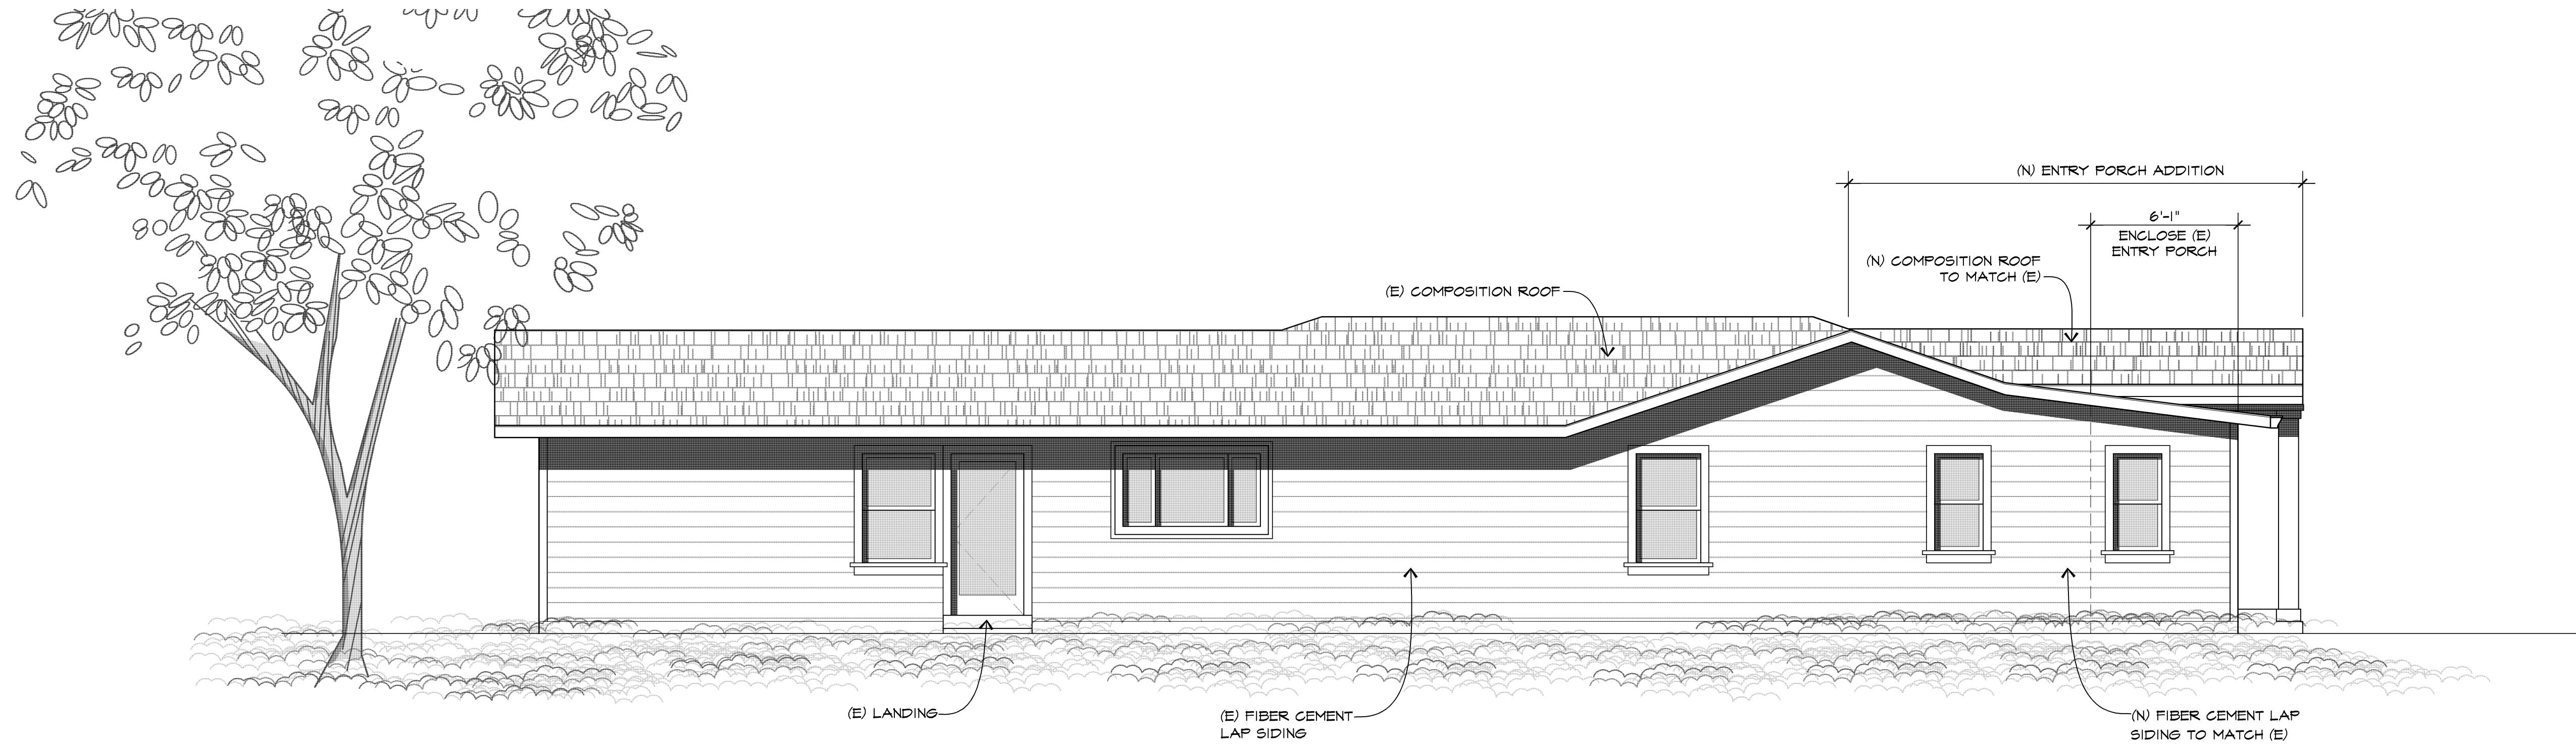 (N) ENTRY PORCH ADDITION
6'-1"
ENCLOSE (E)
ENTRY PORCH
(N) COMPOSITION ROOF
TO MATCH (E)
(E) COMPOSITION ROOF
(E) LANDING
(E) FIBER CEMENT
LAP SIDING
(N) FIBER CEMENT LAP
SIDING TO MATCH (E)